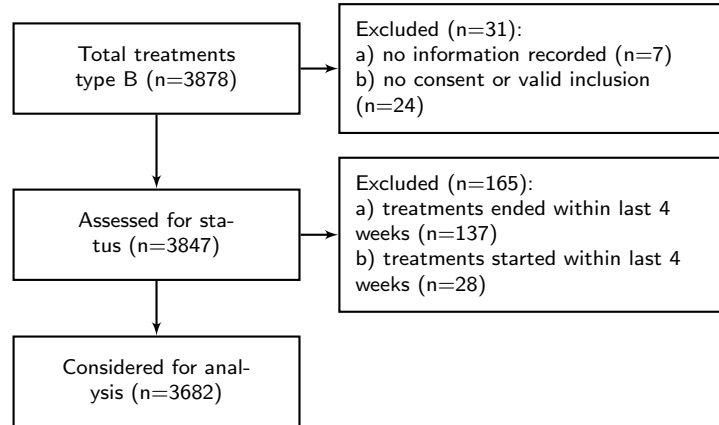 Total treatments
type B (n=3878)
Excluded (n=31):
a) no information recorded (n=7)
b) no consent or valid inclusion
(n=24)
Assessed for sta-
tus (n=3847)
Excluded (n=165):
a) treatments ended within last 4
weeks (n=137)
b) treatments started within last 4
weeks (n=28)
Considered for anal-
ysis (n=3682)